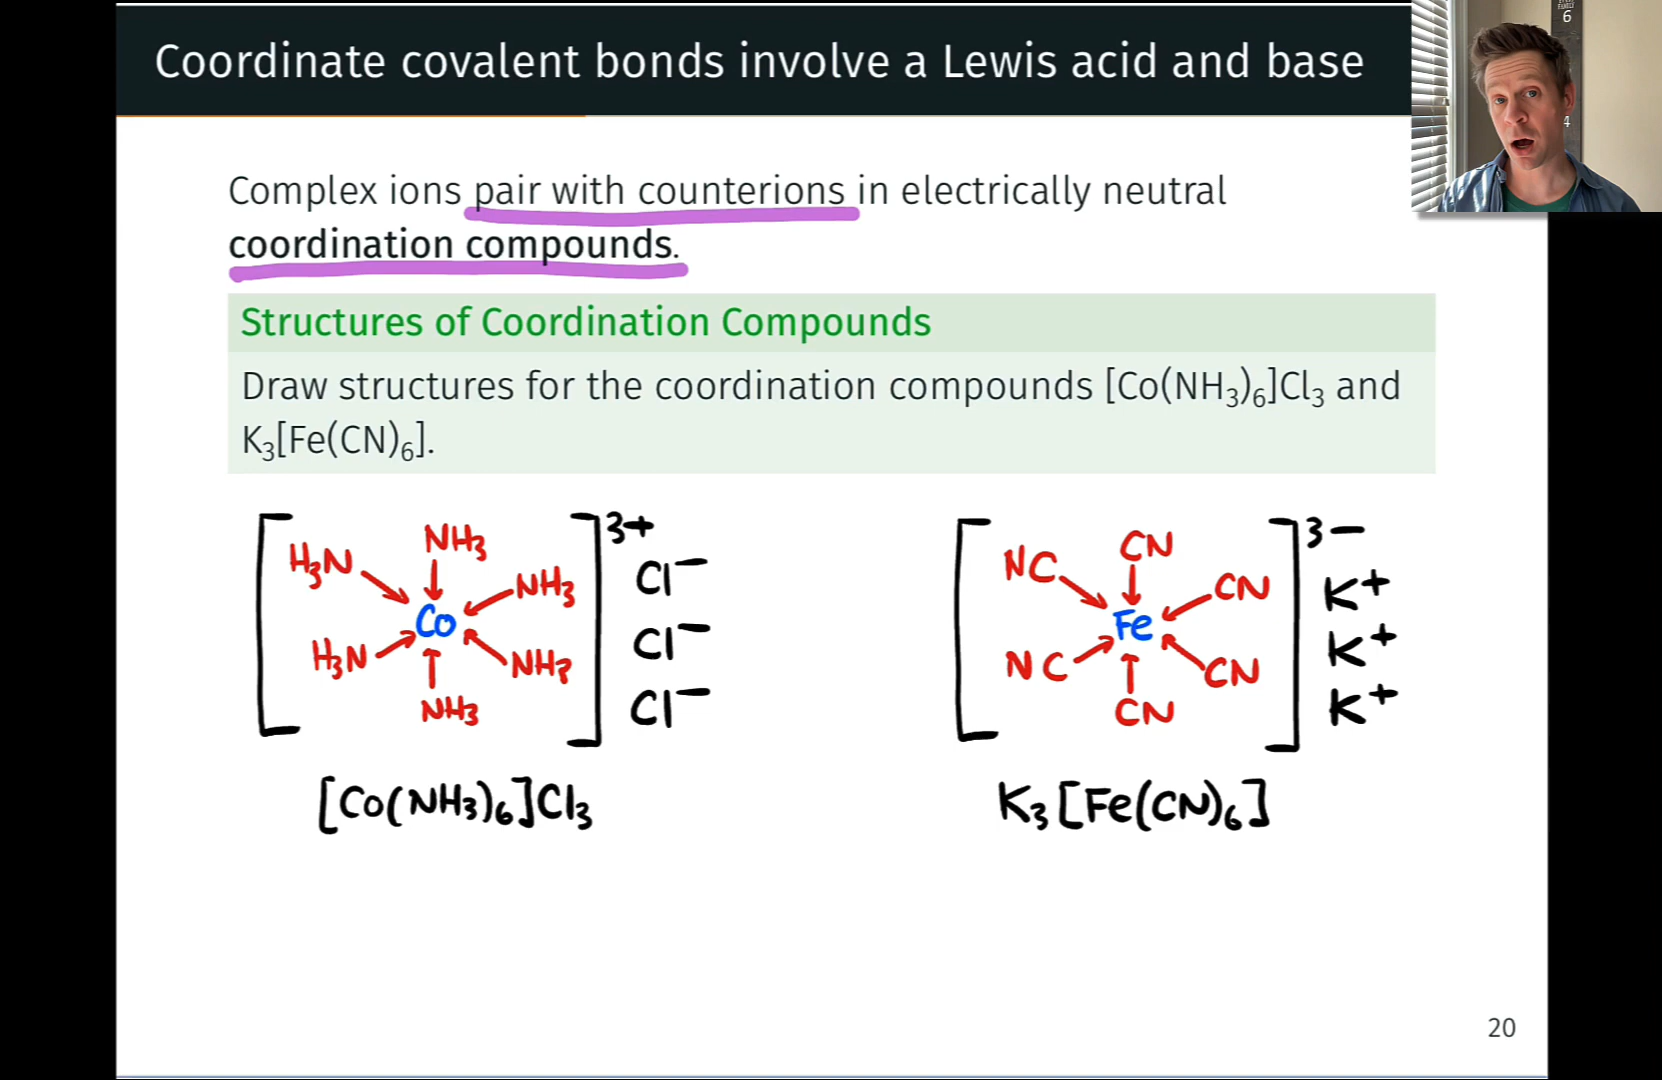 Coordinate covalent bonds involve a Lewis acid and base
6
4
Complex ions pair with counterions in electrically neutral
coordination compounds.
Structures of Coordination Compounds
Draw structures for the coordination compounds [Co(NH₃)₆]Cl₃ and
K₃[Fe(CN)₆].
[ H₃N NH₃ NH₃ ]³⁺ Cl⁻
Co Cl⁻
H₃N NH₃ NH₃ Cl⁻
[Co(NH₃)₆]Cl₃
[ NC CN CN ]³⁻ K⁺
Fe K⁺
NC CN CN K⁺
K₃[Fe(CN)₆]
20